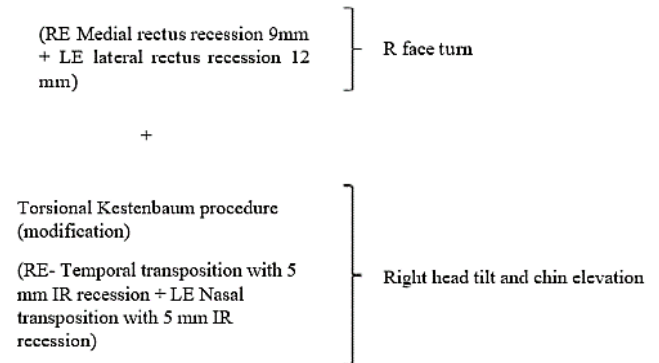 (RE Medial rectus recession 9mm
+ LE lateral rectus recession 12
mm)
R face turn
+
Torsional Kestenbaum procedure
(modification)
(RE- Temporal transposition with 5
mm IR recession + LE Nasal
transposition with 5 mm IR
recession)
Right head tilt and chin elevation